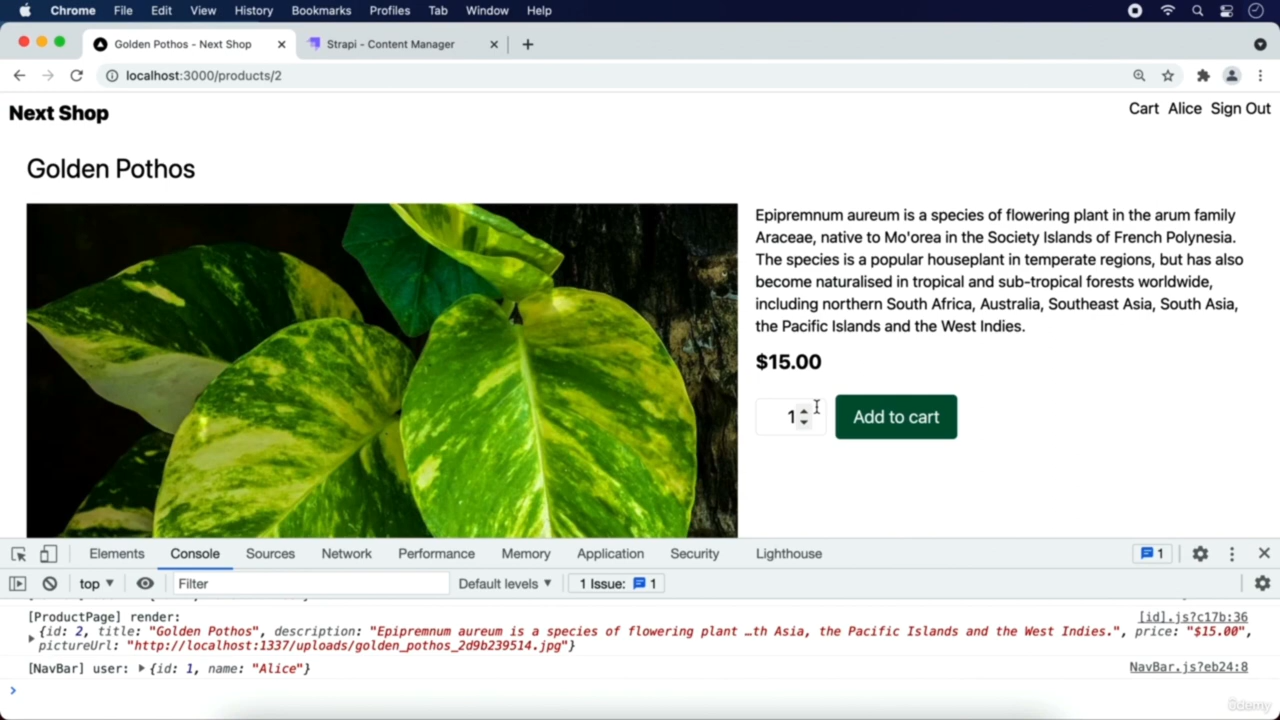 Chrome File Edit View History Bookmarks Profiles Tab Window Help
Golden Pothos - Next Shop
Strapi - Content Manager
localhost:3000/products/2
Next Shop
Cart Alice Sign Out
Golden Pothos
Epipremnum aureum is a species of flowering plant in the arum family
Araceae, native to Mo'orea in the Society Islands of French Polynesia.
The species is a popular houseplant in temperate regions, but has also
become naturalised in tropical and sub-tropical forests worldwide,
including northern South Africa, Australia, Southeast Asia, South Asia,
the Pacific Islands and the West Indies.
$15.00
1
Add to cart
Elements Console Sources Network Performance Memory Application Security Lighthouse 1
top Filter Default levels 1 Issue: 1
[ProductPage] render: [id].js?c17b:36
{id: 2, title: "Golden Pothos", description: "Epipremnum aureum is a species of flowering plant …th Asia, the Pacific Islands and the West Indies.", price: "$15.00",
pictureUrl: "http://localhost:1337/uploads/golden_pothos_2d9b239514.jpg"}
[NavBar] user: {id: 1, name: "Alice"} NavBar.js?eb24:8
ûdemy